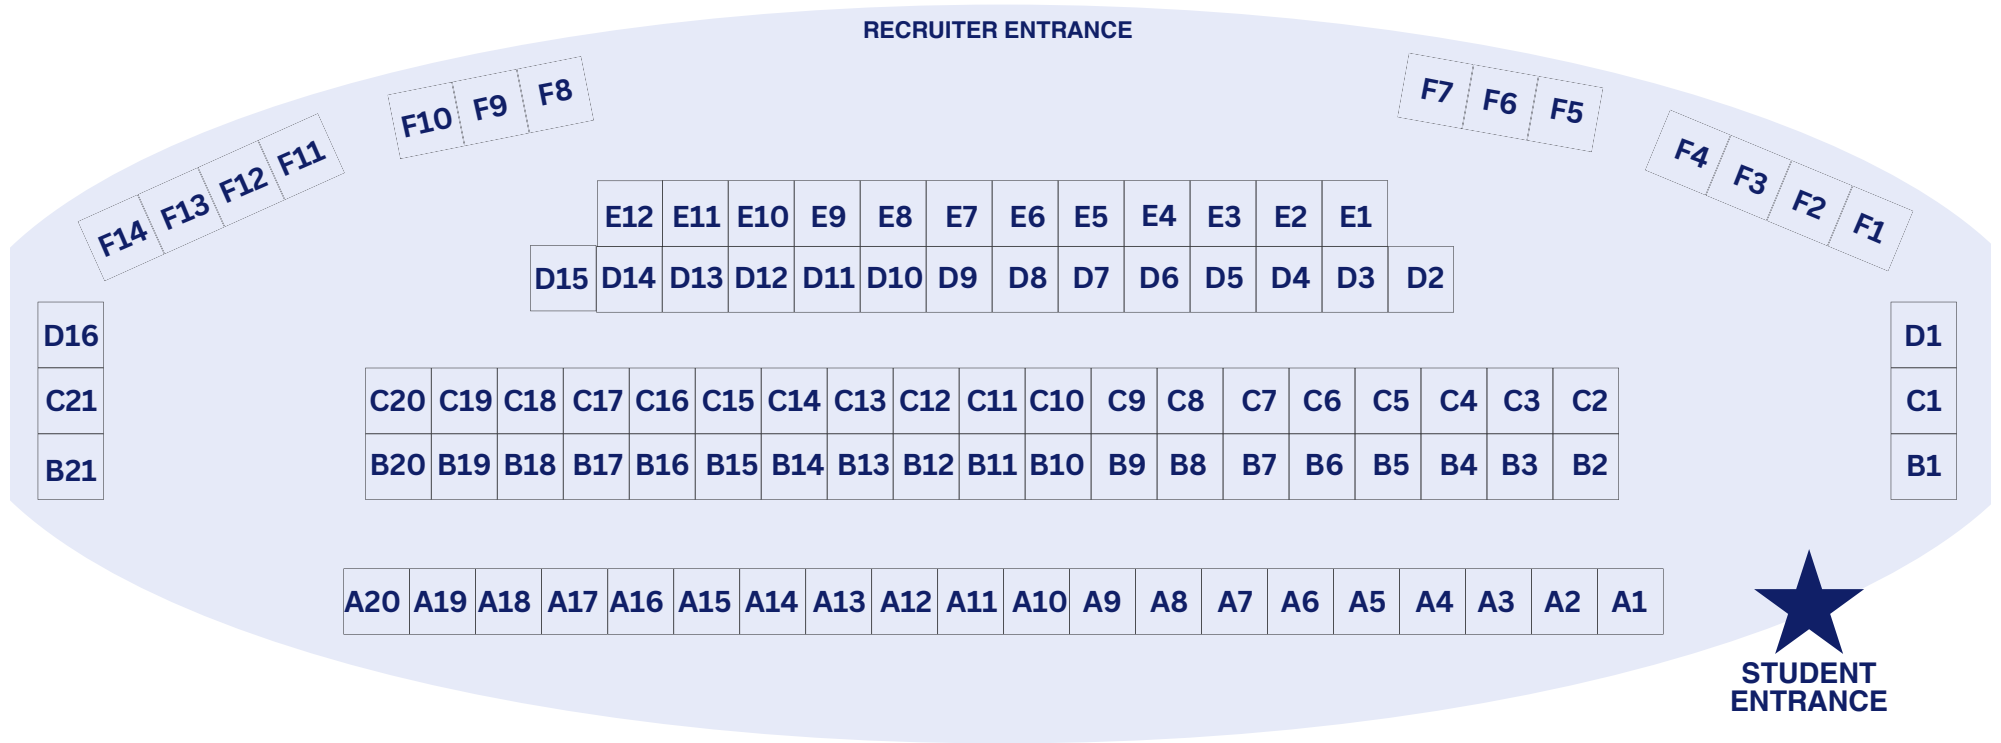 RECRUITER ENTRANCE
F10 F9 F8
F7 F6 F5
F14 F13 F12 F11
F4 F3 F2 F1
E12 E11 E10 E9 E8 E7 E6 E5 E4 E3 E2 E1
D15 D14 D13 D12 D11 D10 D9 D8 D7 D6 D5 D4 D3 D2
D16
C21
B21
C20 C19 C18 C17 C16 C15 C14 C13 C12 C11 C10 C9 C8 C7 C6 C5 C4 C3 C2
B20 B19 B18 B17 B16 B15 B14 B13 B12 B11 B10 B9 B8 B7 B6 B5 B4 B3 B2
D1
C1
B1
A20 A19 A18 A17 A16 A15 A14 A13 A12 A11 A10 A9 A8 A7 A6 A5 A4 A3 A2 A1
STUDENT
ENTRANCE